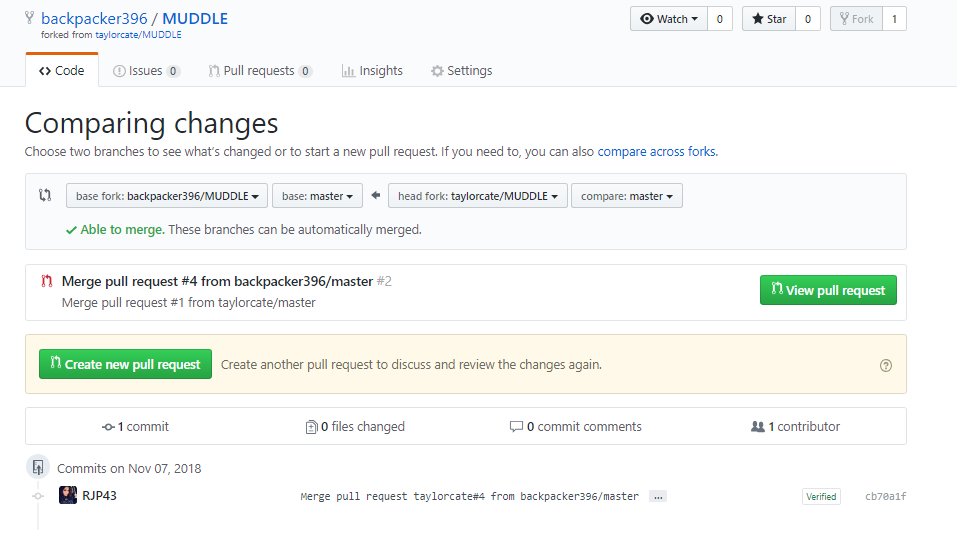 backpacker396 / MUDDLE
forked from taylorcate/MUDDLE
Watch 0 Star 0 Fork 1
Code Issues 0 Pull requests 0 Insights Settings
Comparing changes
Choose two branches to see what's changed or to start a new pull request. If you need to, you can also compare across forks.
base fork: backpacker396/MUDDLE base: master head fork: taylorcate/MUDDLE compare: master
Able to merge. These branches can be automatically merged.
Merge pull request #4 from backpacker396/master #2
Merge pull request #1 from taylorcate/master
View pull request
Create new pull request Create another pull request to discuss and review the changes again.
1 commit 0 files changed 0 commit comments 1 contributor
Commits on Nov 07, 2018
RJP43 Merge pull request taylorcate#4 from backpacker396/master … Verified cb70a1f